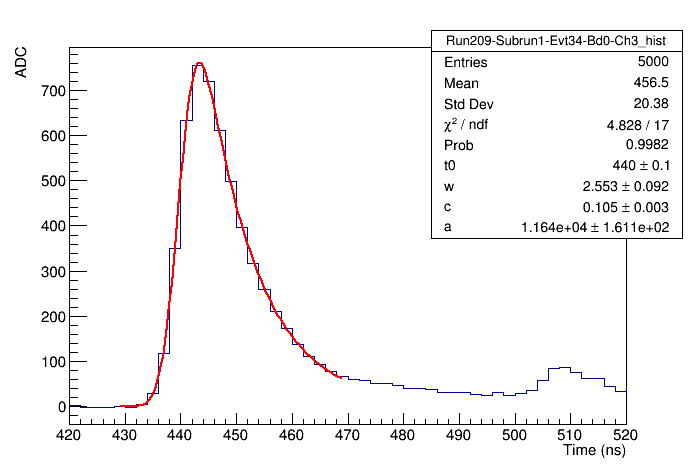 Run209-Subrun1-Evt34-Bd0-Ch3_hist
Entries 5000
Mean 456.5
Std Dev 20.38
χ² / ndf 4.828 / 17
Prob 0.9982
t0 440 ± 0.1
w 2.553 ± 0.092
c 0.105 ± 0.003
a 1.164e+04 ± 1.611e+02
ADC
700
600
500
400
300
200
100
0
420 430 440 450 460 470 480 490 500 510 520
Time (ns)